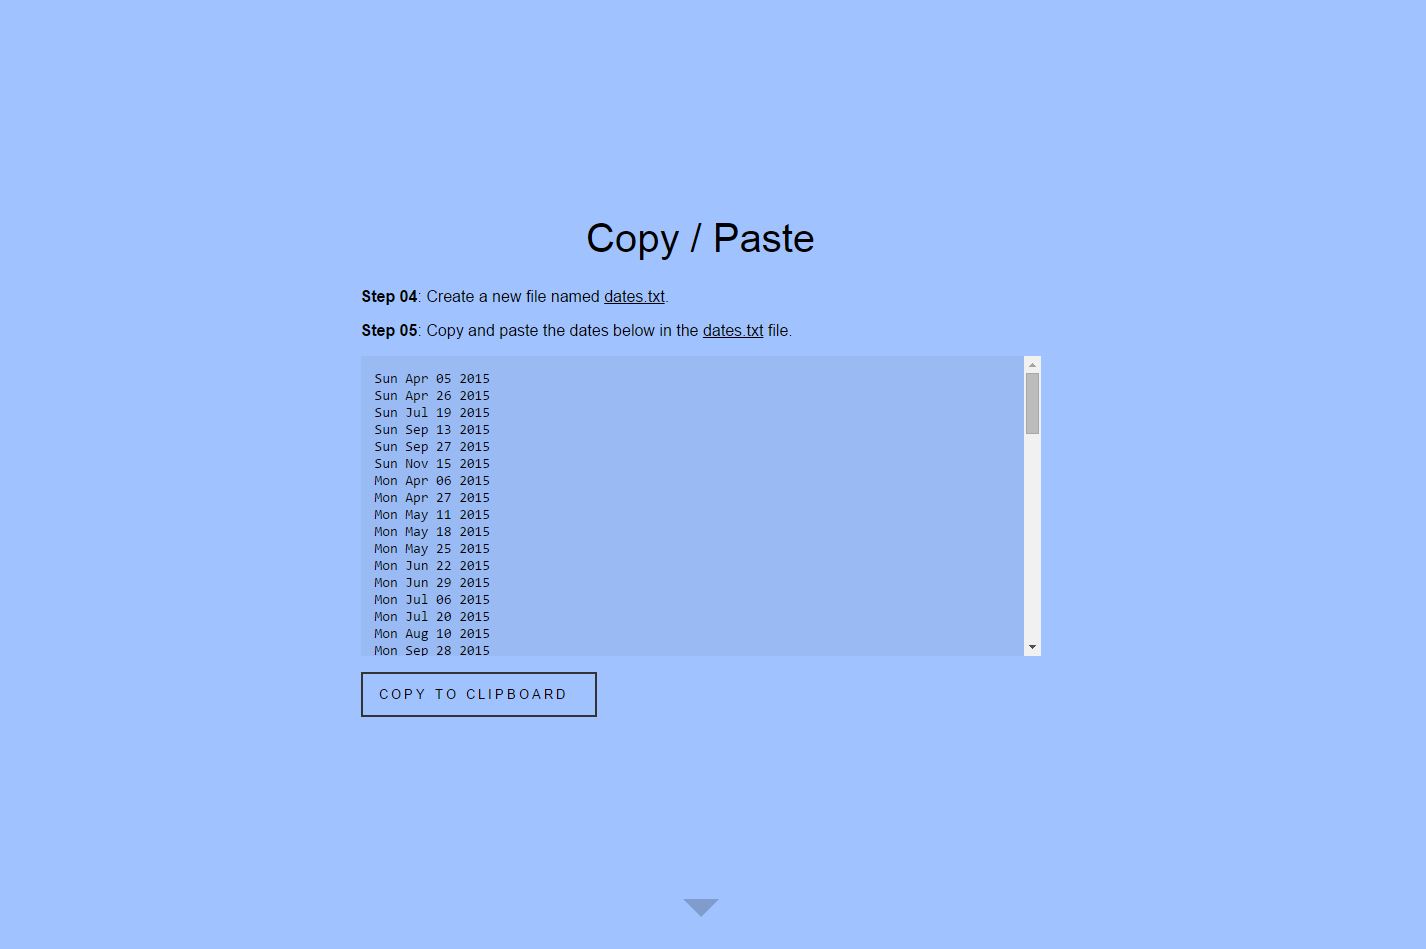 Copy / Paste
Step 04: Create a new file named dates.txt.
Step 05: Copy and paste the dates below in the dates.txt file.
Sun Apr 05 2015
Sun Apr 26 2015
Sun Jul 19 2015
Sun Sep 13 2015
Sun Sep 27 2015
Sun Nov 15 2015
Mon Apr 06 2015
Mon Apr 27 2015
Mon May 11 2015
Mon May 18 2015
Mon May 25 2015
Mon Jun 22 2015
Mon Jun 29 2015
Mon Jul 06 2015
Mon Jul 20 2015
Mon Aug 10 2015
Mon Sep 28 2015
COPY TO CLIPBOARD